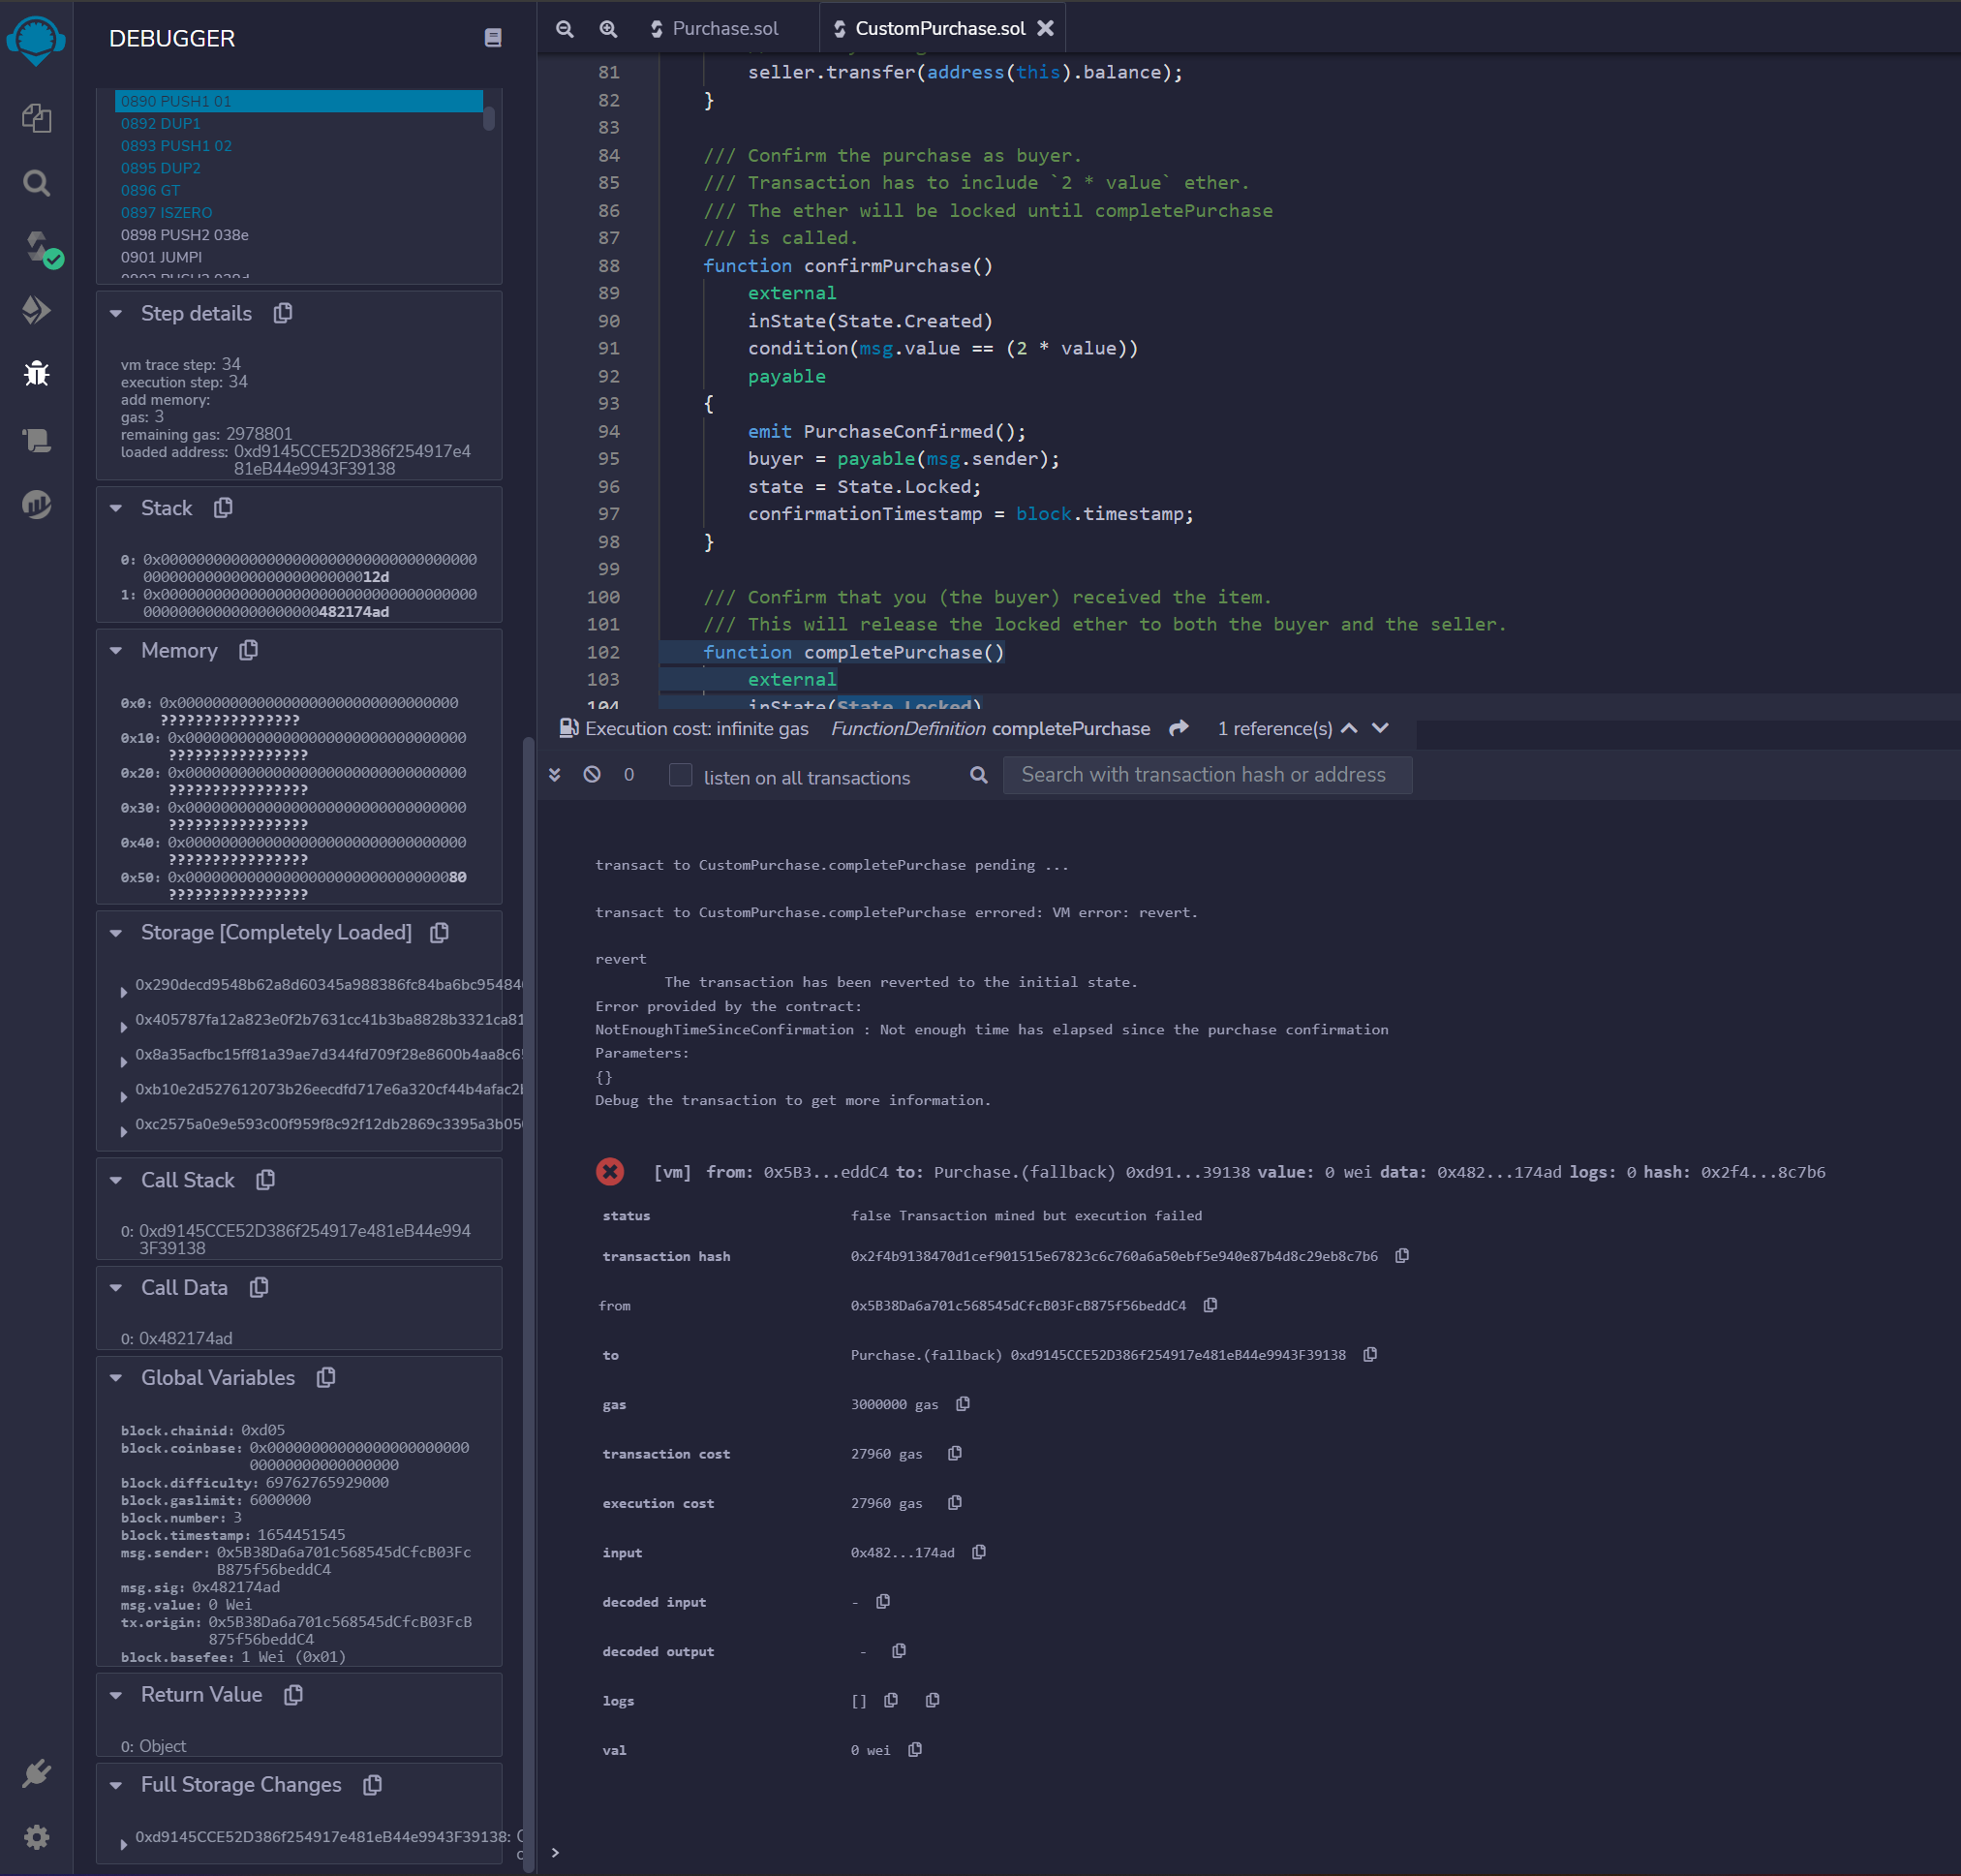 DEBUGGER
0890 PUSH1 01
0892 DUP1
0893 PUSH1 02
0895 DUP2
0896 GT
0897 ISZERO
0898 PUSH2 038e
0901 JUMPI
Step details
vm trace step: 34
execution step: 34
add memory:
gas: 3
remaining gas: 2978801
loaded address: 0xd9145CCE52D386f254917e4
81eB44e9943F39138
Stack
0: 0x00000000000000000000000000000000000000
00000000000000000000000012d
1: 0x00000000000000000000000000000000000000
00000000000000000000482174ad
Memory
0x0: 0x00000000000000000000000000000000
????????????????
0x10: 0x00000000000000000000000000000000
????????????????
0x20: 0x00000000000000000000000000000000
????????????????
0x30: 0x00000000000000000000000000000000
????????????????
0x40: 0x00000000000000000000000000000000
????????????????
0x50: 0x00000000000000000000000000000080
????????????????
Storage [Completely Loaded]
0x290decd9548b62a8d60345a988386fc84ba6bc95484
0x405787fa12a823e0f2b7631cc41b3ba8828b3321ca81
0x8a35acfbc15ff81a39ae7d344fd709f28e8600b4aa8c65
0xb10e2d527612073b26eecdfd717e6a320cf44b4afac2
0xc2575a0e9e593c00f959f8c92f12db2869c3395a3b05
Call Stack
0: 0xd9145CCE52D386f254917e481eB44e994
3F39138
Call Data
0: 0x482174ad
Global Variables
block.chainid: 0xd05
block.coinbase: 0x00000000000000000000000
00000000000000000
block.difficulty: 69762765929000
block.gaslimit: 6000000
block.number: 3
block.timestamp: 1654451545
msg.sender: 0x5B38Da6a701c568545dCfcB03Fc
B875f56beddC4
msg.sig: 0x482174ad
msg.value: 0 Wei
tx.origin: 0x5B38Da6a701c568545dCfcB03FcB
875f56beddC4
block.basefee: 1 Wei (0x01)
Return Value
0: Object
Full Storage Changes
0xd9145CCE52D386f254917e481eB44e9943F39138:
Purchase.sol
CustomPurchase.sol
81 seller.transfer(address(this).balance);
82 }
83
84 /// Confirm the purchase as buyer.
85 /// Transaction has to include `2 * value` ether.
86 /// The ether will be locked until completePurchase
87 /// is called.
88 function confirmPurchase()
89 external
90 inState(State.Created)
91 condition(msg.value == (2 * value))
92 payable
93 {
94 emit PurchaseConfirmed();
95 buyer = payable(msg.sender);
96 state = State.Locked;
97 confirmationTimestamp = block.timestamp;
98 }
99
100 /// Confirm that you (the buyer) received the item.
101 /// This will release the locked ether to both the buyer and the seller.
102 function completePurchase()
103 external
104 inState(State.Locked)
Execution cost: infinite gas FunctionDefinition completePurchase 1 reference(s)
0 listen on all transactions Search with transaction hash or address
transact to CustomPurchase.completePurchase pending ...
transact to CustomPurchase.completePurchase errored: VM error: revert.
revert
The transaction has been reverted to the initial state.
Error provided by the contract:
NotEnoughTimeSinceConfirmation : Not enough time has elapsed since the purchase confirmation
Parameters:
{}
Debug the transaction to get more information.
[vm] from: 0x5B3...eddC4 to: Purchase.(fallback) 0xd91...39138 value: 0 wei data: 0x482...174ad logs: 0 hash: 0x2f4...8c7b6
status false Transaction mined but execution failed
transaction hash 0x2f4b9138470d1cef901515e67823c6c760a6a50ebf5e940e87b4d8c29eb8c7b6
from 0x5B38Da6a701c568545dCfcB03FcB875f56beddC4
to Purchase.(fallback) 0xd9145CCE52D386f254917e481eB44e9943F39138
gas 3000000 gas
transaction cost 27960 gas
execution cost 27960 gas
input 0x482...174ad
decoded input -
decoded output -
logs []
val 0 wei
>